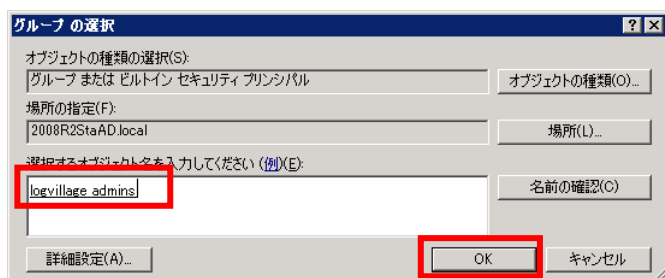 グループ の選択
オブジェクトの種類の選択(S):
グループ または ビルトイン セキュリティ プリンシパル
オブジェクトの種類(O)...
場所の指定(F):
2008R2StaAD.local
場所(L)...
選択するオブジェクト名を入力してください (例)(E):
logvillage admins
名前の確認(C)
詳細設定(A)...
OK
キャンセル